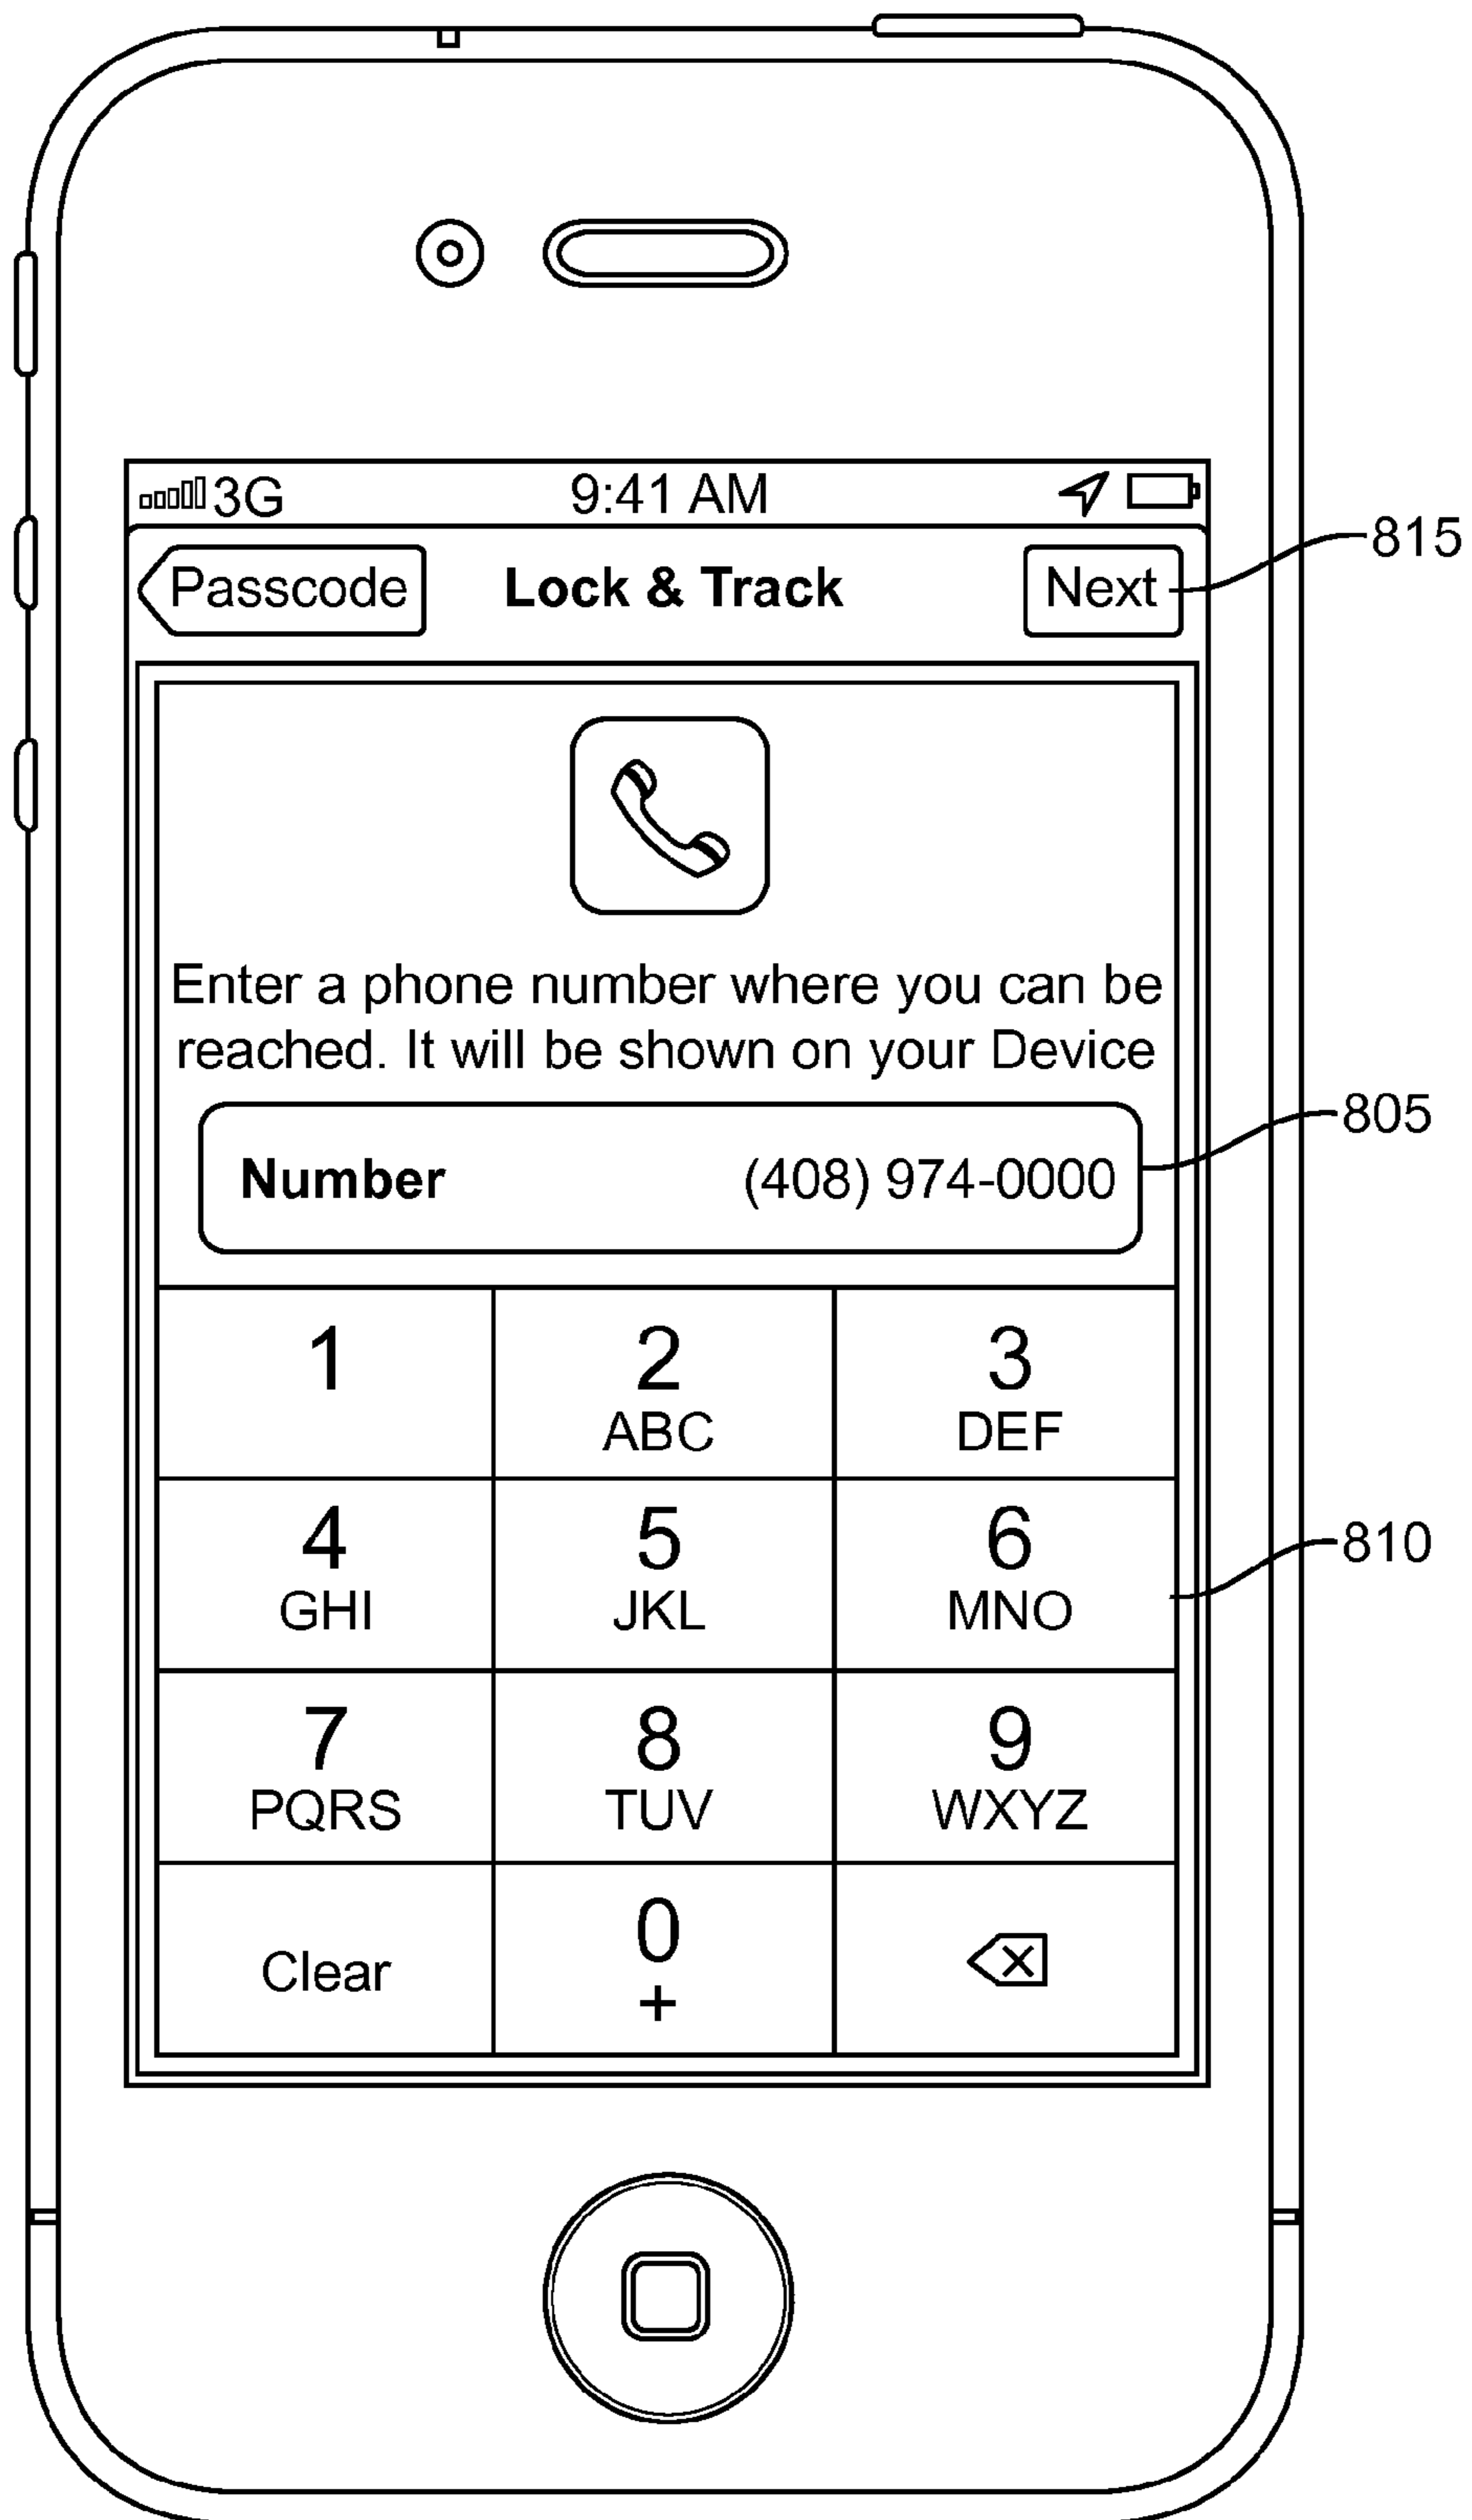 3G 9:41 AM
Passcode Lock & Track Next
815
Enter a phone number where you can be
reached. It will be shown on your Device
805
Number (408) 974-0000
1 2 3
ABC DEF
4 5 6
810
GHI JKL MNO
7 8 9
PQRS TUV WXYZ
0
Clear
+